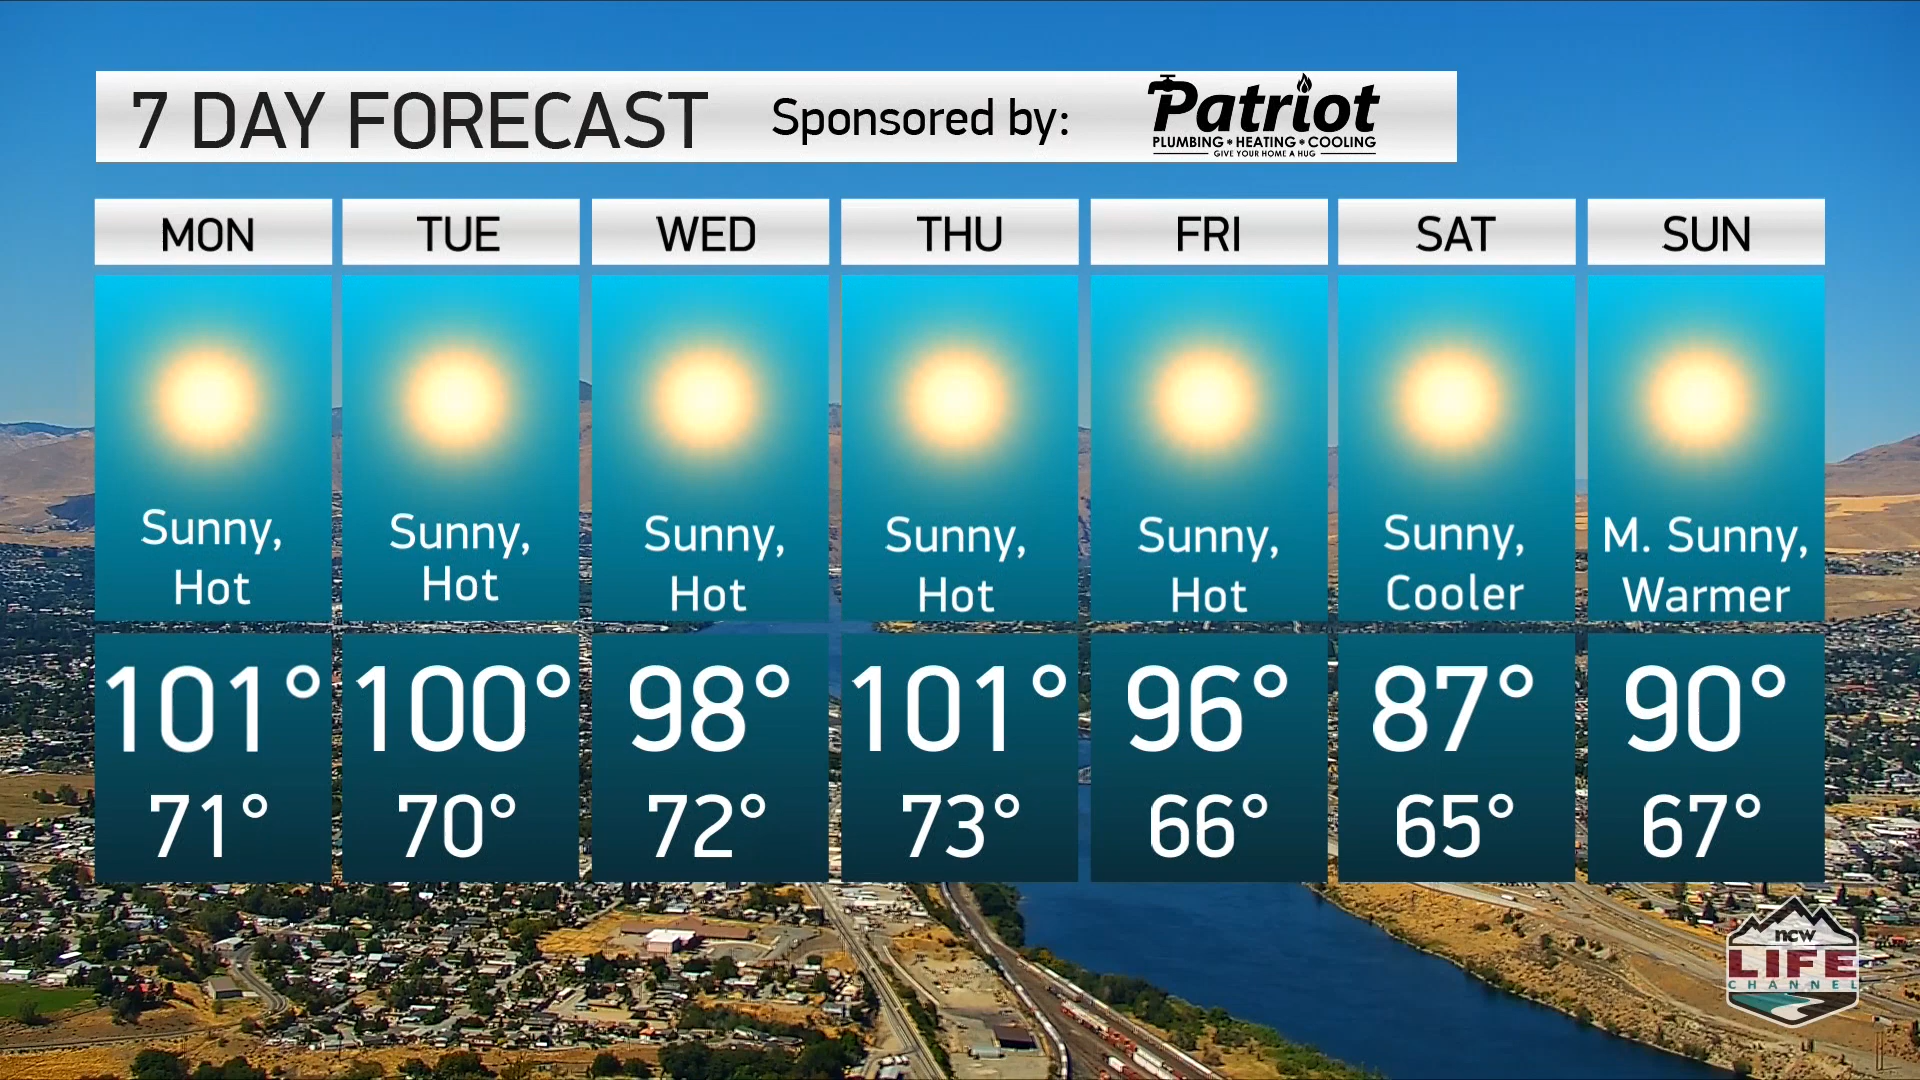 7 DAY FORECAST Sponsored by: Patriot
PLUMBING * HEATING * COOLING
GIVE YOUR HOME A HUG
MON TUE WED THU FRI SAT SUN
Sunny, Sunny, Sunny, Sunny, Sunny, Sunny, M. Sunny,
Hot Hot Hot Hot Hot Cooler Warmer
101° 100° 98° 101° 96° 87° 90°
71° 70° 72° 73° 66° 65° 67°
ncw
LIFE
CHANNEL